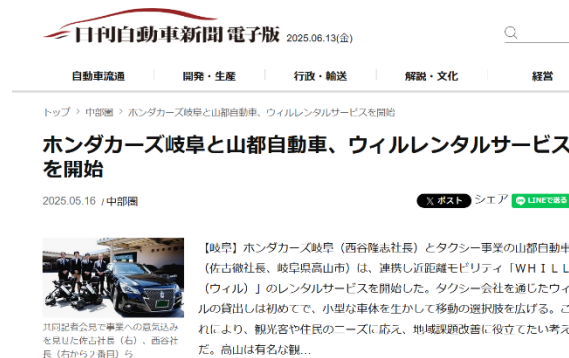 日刊自動車新聞 電子版 2025.06.13(金)
自動車流通 開発・生産 行政・輸送 解説・文化 経営
トップ > 中部圏 > ホンダカーズ岐阜と山都自動車、ウィルレンタルサービスを開始
ホンダカーズ岐阜と山都自動車、ウィルレンタルサービス
を開始
2025.05.16 / 中部圏 X ポスト シェア LINEで送る
【岐阜】ホンダカーズ岐阜（西谷隆志社長）とタクシー事業の山都自動車
（佐古徹社長、岐阜県高山市）は、連携し近距離モビリティ「ＷＨＩＬＬ
（ウィル）」のレンタルサービスを開始した。タクシー会社を通じたウィ
ルの貸出しは初めてで、小型な車体を生かして移動の選択肢を広げる。こ
れにより、観光客や住民のニーズに応え、地域課題改善に役立てたい考え
だ。高山は有名な観...
共同記者会見で事業への意気込み
を見せた佐古社長（右）、西谷社
長（右から２番目）ら